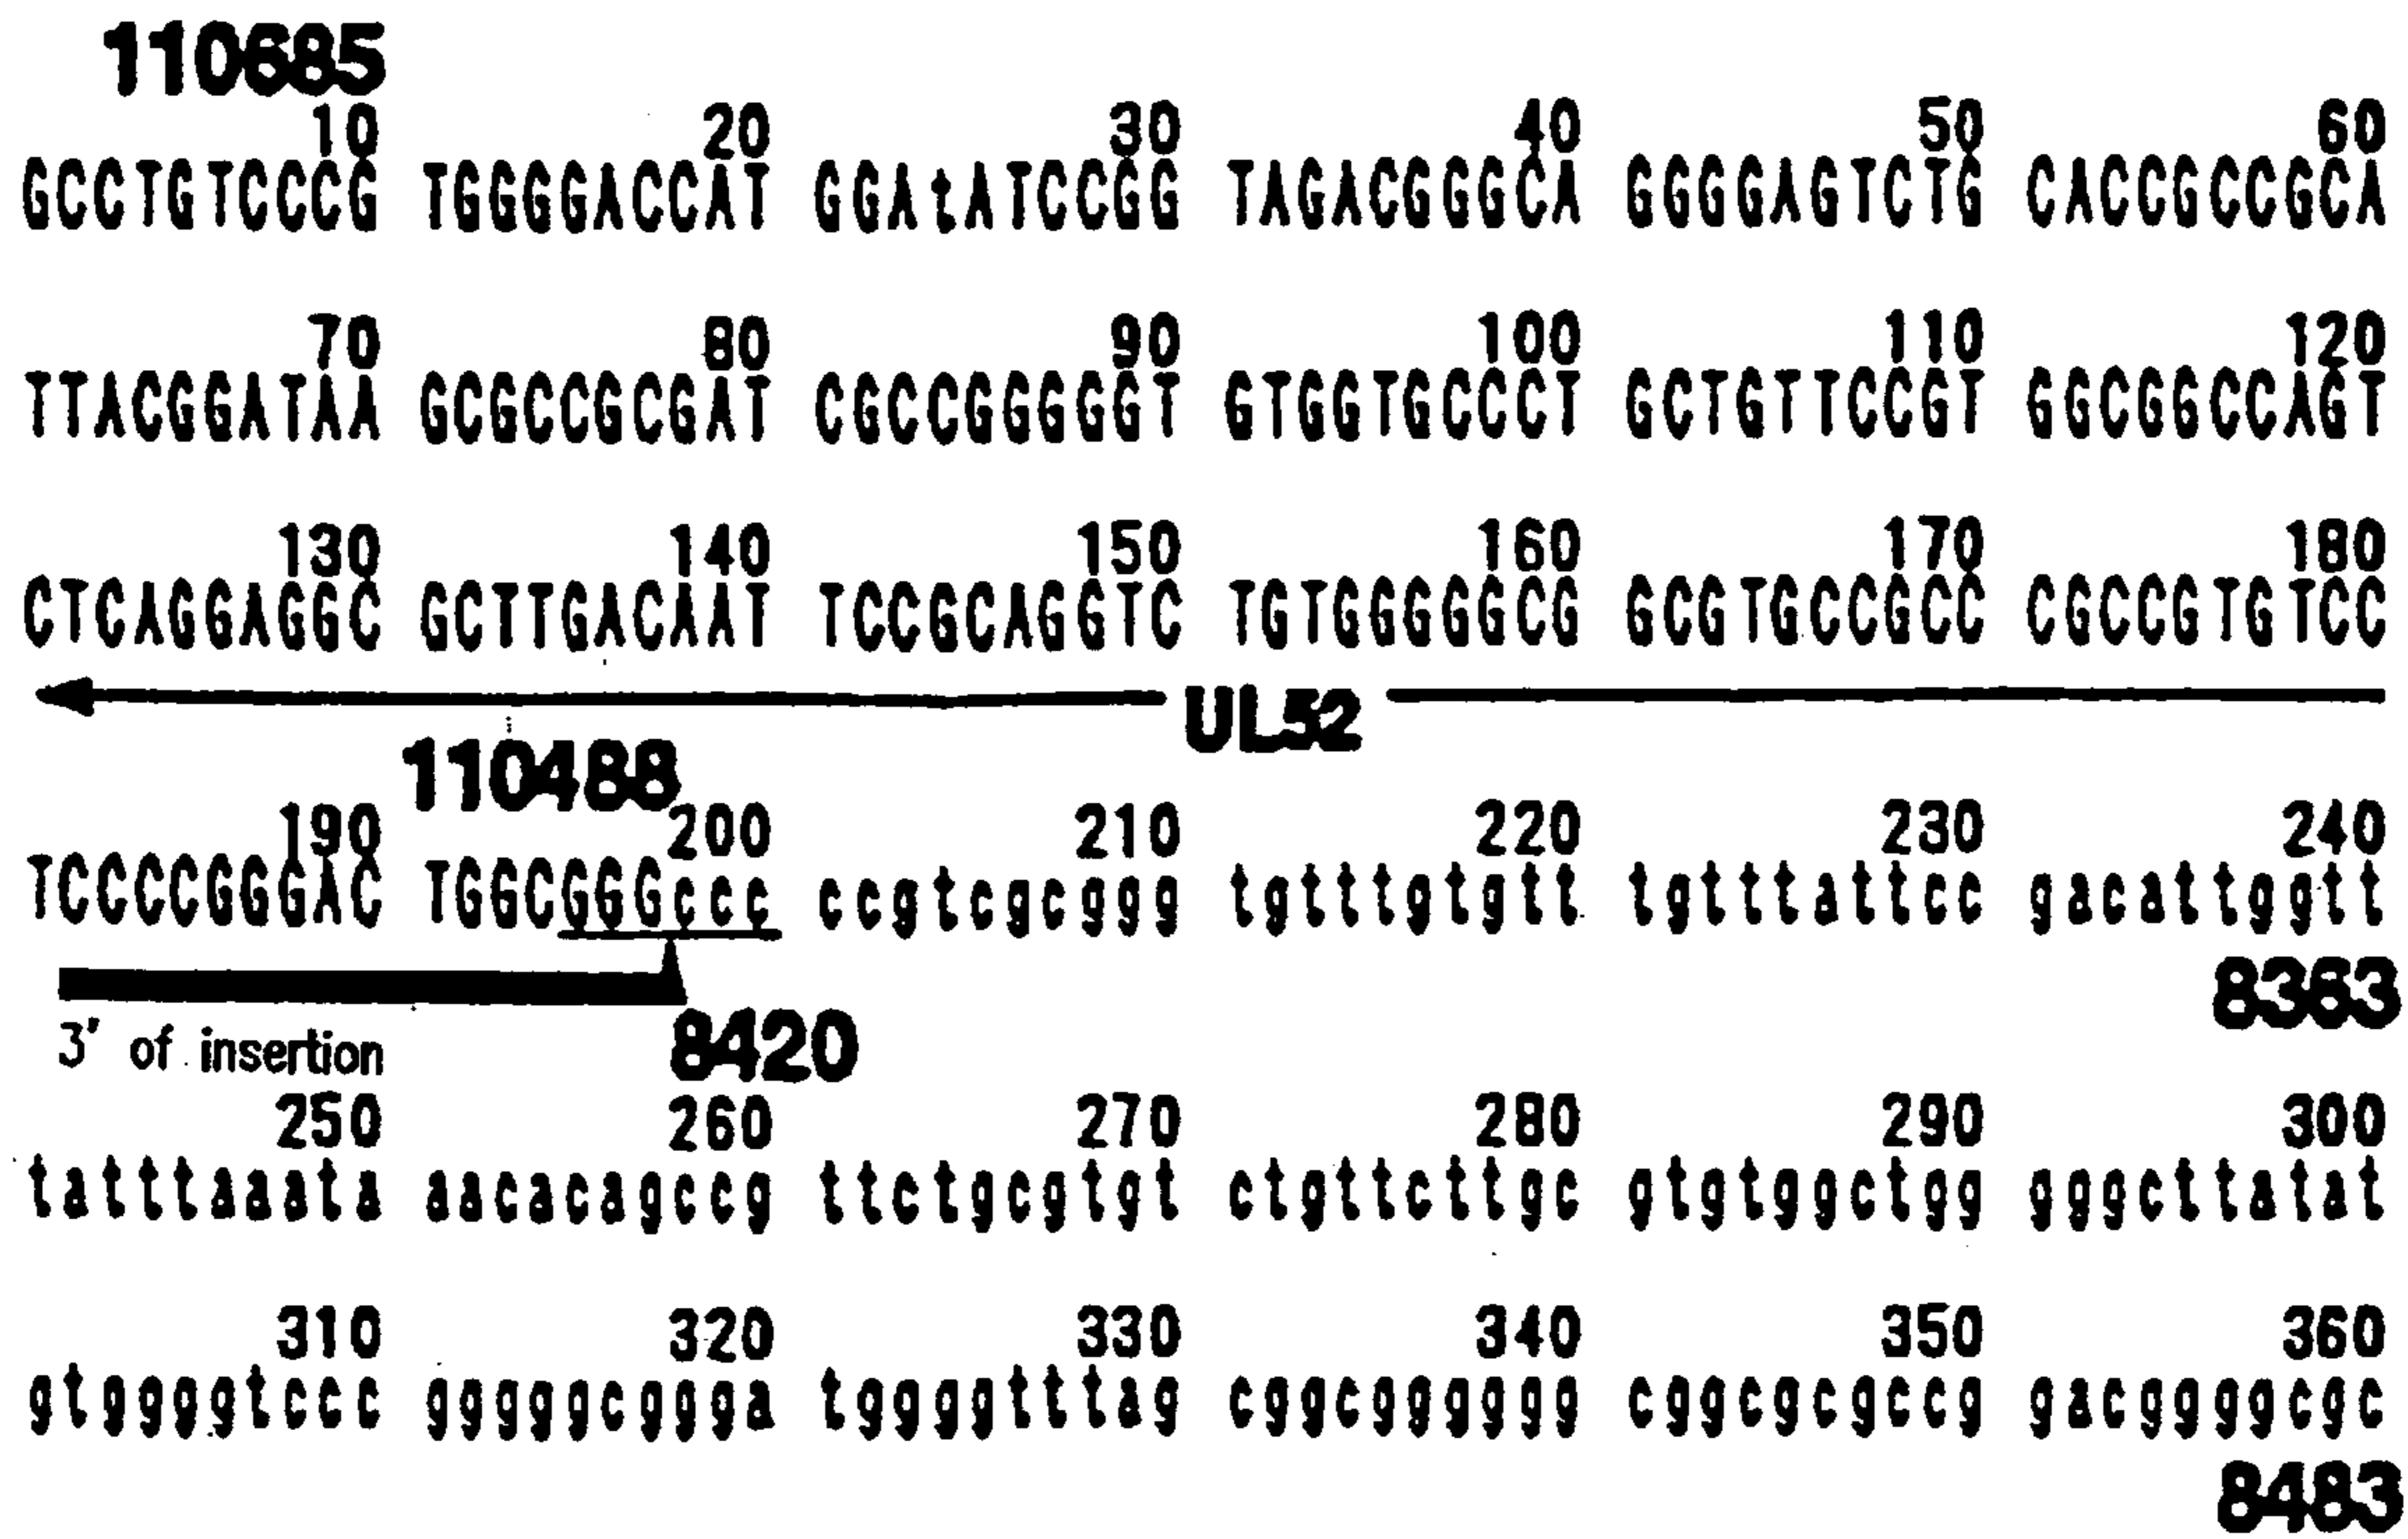 110685
10 20 30 40 50 60
GCCTGTCCCG TGGGGACCAT GGAtATCCGG TAGACGGGCA GGGGAGTCTG CACCGCCGCA
70 80 90 100 110 120
TTACGGATAA GCGCCGCGAT CGCCGGGGGT GTGGTGCCCT GCTGTTCCGT GGCGGCCAGT
130 140 150 160 170 180
CTCAGGAGGC GCTTGACAAT TCCGCAGGTC TGTGGGGGCG GCGTGCCGCC CGCCGTGTCC
UL52
110488
190 200 210 220 230 240
TCCCCGGGAC TGGCGGGccc ccgtcgcggg tgtttgtgtt tgtttattcc gacattggtt
8363
3' of insertion 8420
250 260 270 280 290 300
tatttaaata aacacagccg ttctgcgtgt ctgttcttgc gtgtggctgg gggcttatat
310 320 330 340 350 360
gtggggtccc gggggcggga tggggtttag cggcgggggg cggcgcgccg gacggggcgc
8483